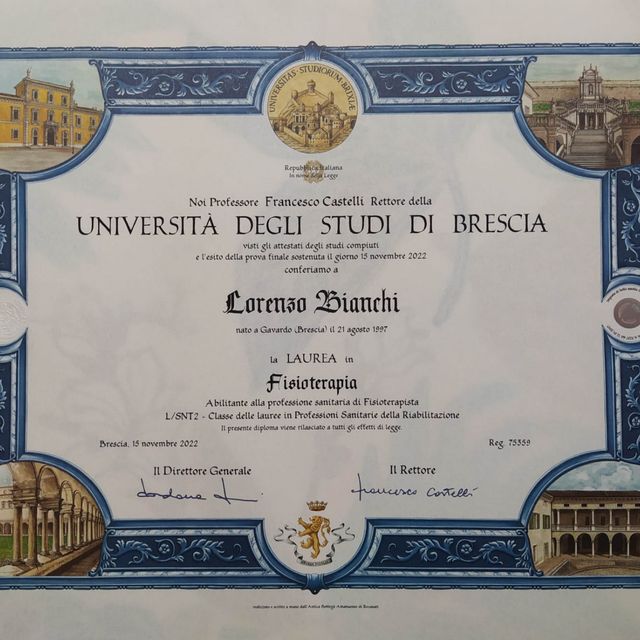 UNIVERSITAS · STUDIORUM · BRIXIAE
Repubblica Italiana
In nome della Legge
Noi Professore Francesco Castelli Rettore della
UNIVERSITÀ DEGLI STUDI DI BRESCIA
visti gli attestati degli studi compiuti
e l'esito della prova finale sostenuta il giorno 15 novembre 2022
conferiamo a
Lorenzo Bianchi
nato a Gavardo (Brescia) il 21 agosto 1997
la LAUREA in
Fisioterapia
Abilitante alla professione sanitaria di Fisioterapista
L/SNT2 - Classe delle lauree in Professioni Sanitarie della Riabilitazione
Il presente diploma viene rilasciato a tutti gli effetti di legge.
Brescia, 15 novembre 2022
Reg. 75359
Il Direttore Generale
Il Rettore
Francesco Castelli